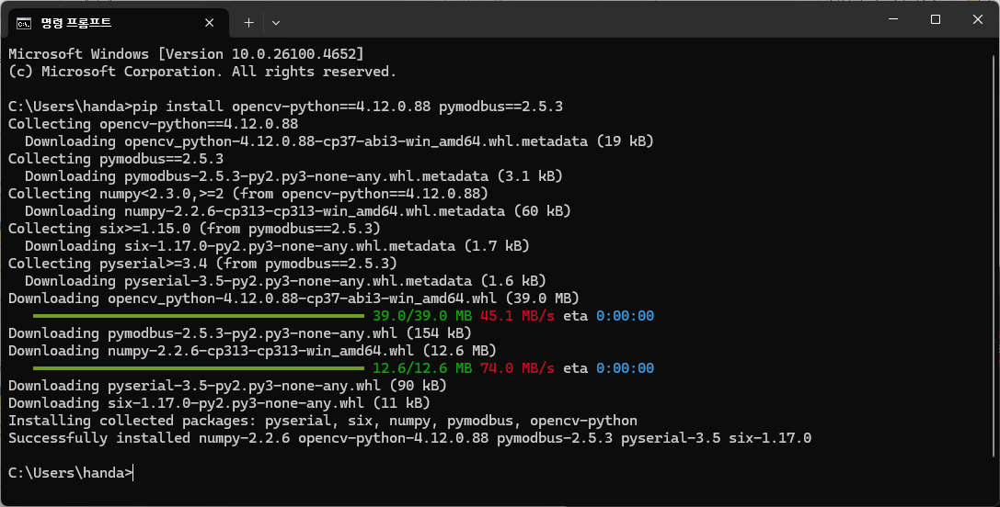 명령 프롬프트
Microsoft Windows [Version 10.0.26100.4652]
(c) Microsoft Corporation. All rights reserved.
C:\Users\handa>pip install opencv-python==4.12.0.88 pymodbus==2.5.3
Collecting opencv-python==4.12.0.88
  Downloading opencv_python-4.12.0.88-cp37-abi3-win_amd64.whl.metadata (19 kB)
Collecting pymodbus==2.5.3
  Downloading pymodbus-2.5.3-py2.py3-none-any.whl.metadata (3.1 kB)
Collecting numpy<2.3.0,>=2 (from opencv-python==4.12.0.88)
  Downloading numpy-2.2.6-cp313-cp313-win_amd64.whl.metadata (60 kB)
Collecting six>=1.15.0 (from pymodbus==2.5.3)
  Downloading six-1.17.0-py2.py3-none-any.whl.metadata (1.7 kB)
Collecting pyserial>=3.4 (from pymodbus==2.5.3)
  Downloading pyserial-3.5-py2.py3-none-any.whl.metadata (1.6 kB)
Downloading opencv_python-4.12.0.88-cp37-abi3-win_amd64.whl (39.0 MB)
39.0/39.0 MB 45.1 MB/s eta 0:00:00
Downloading pymodbus-2.5.3-py2.py3-none-any.whl (154 kB)
Downloading numpy-2.2.6-cp313-cp313-win_amd64.whl (12.6 MB)
12.6/12.6 MB 74.0 MB/s eta 0:00:00
Downloading pyserial-3.5-py2.py3-none-any.whl (90 kB)
Downloading six-1.17.0-py2.py3-none-any.whl (11 kB)
Installing collected packages: pyserial, six, numpy, pymodbus, opencv-python
Successfully installed numpy-2.2.6 opencv-python-4.12.0.88 pymodbus-2.5.3 pyserial-3.5 six-1.17.0
C:\Users\handa>